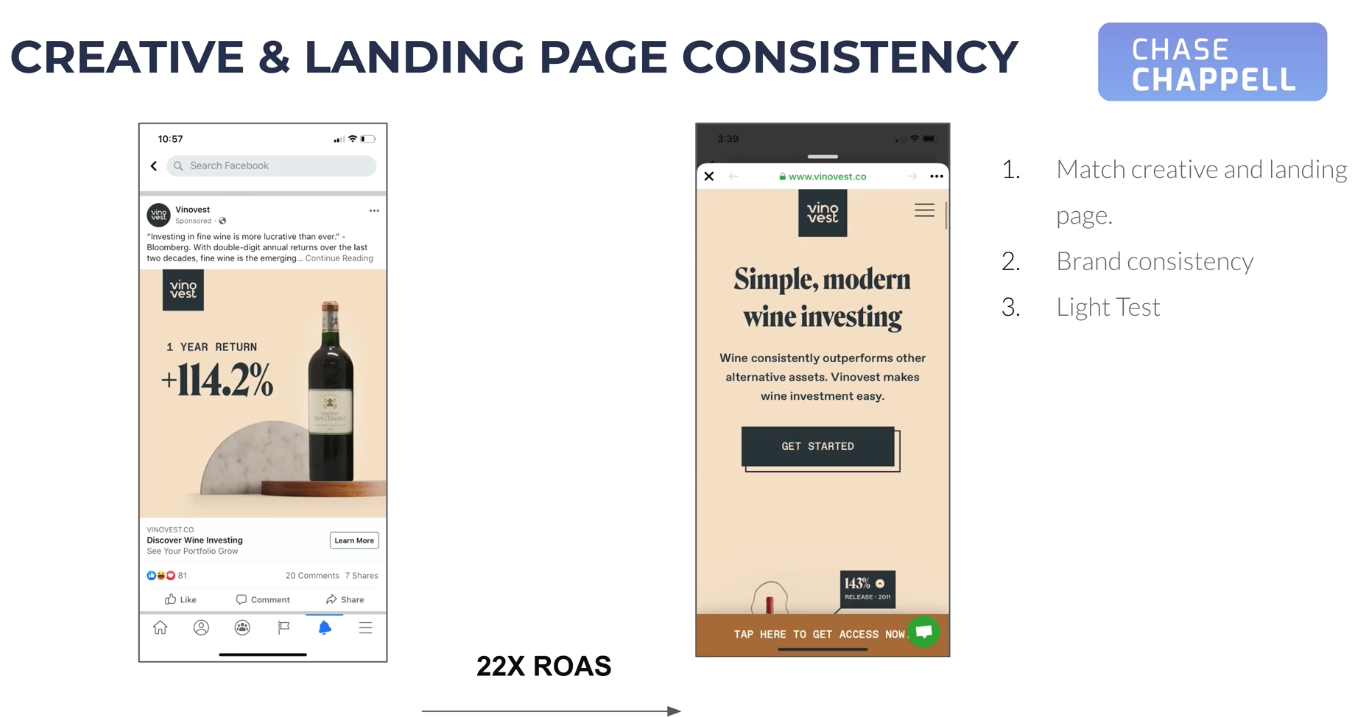 CREATIVE & LANDING PAGE CONSISTENCY
CHASE
CHAPPELL
10:57
Search Facebook
vino
vest
Vinovest
Sponsored ·
"Investing in fine wine is more lucrative than ever." -
Bloomberg. With double-digit annual returns over the last
two decades, fine wine is the emerging... Continue Reading
vino
vest
1 YEAR RETURN
+114.2%
VINOVEST.CO
Discover Wine Investing
See Your Portfolio Grow
Learn More
81
20 Comments 7 Shares
Like
Comment
Share
22X ROAS
3:39
www.vinovest.co
vino
vest
Simple, modern
wine investing
Wine consistently outperforms other
alternative assets. Vinovest makes
wine investment easy.
GET STARTED
143%
RELEASE - 2011
TAP HERE TO GET ACCESS NOW
1. Match creative and landing
page.
2. Brand consistency
3. Light Test